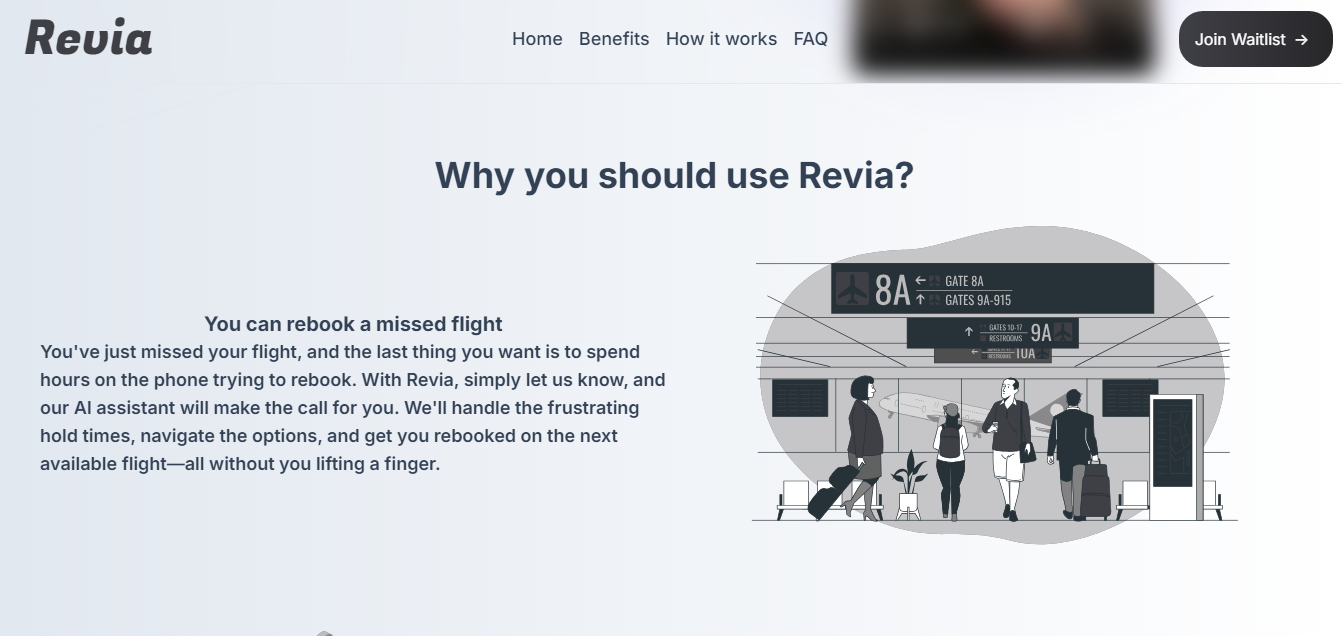 Revia
Home Benefits How it works FAQ
Join Waitlist →
Why you should use Revia?
You can rebook a missed flight
You've just missed your flight, and the last thing you want is to spend
hours on the phone trying to rebook. With Revia, simply let us know, and
our AI assistant will make the call for you. We'll handle the frustrating
hold times, navigate the options, and get you rebooked on the next
available flight—all without you lifting a finger.
8A ← GATE 8A
↑ GATES 9A-915
↑ GATES 10-17 9A
RESTROOMS
← RESTROOMS 10A